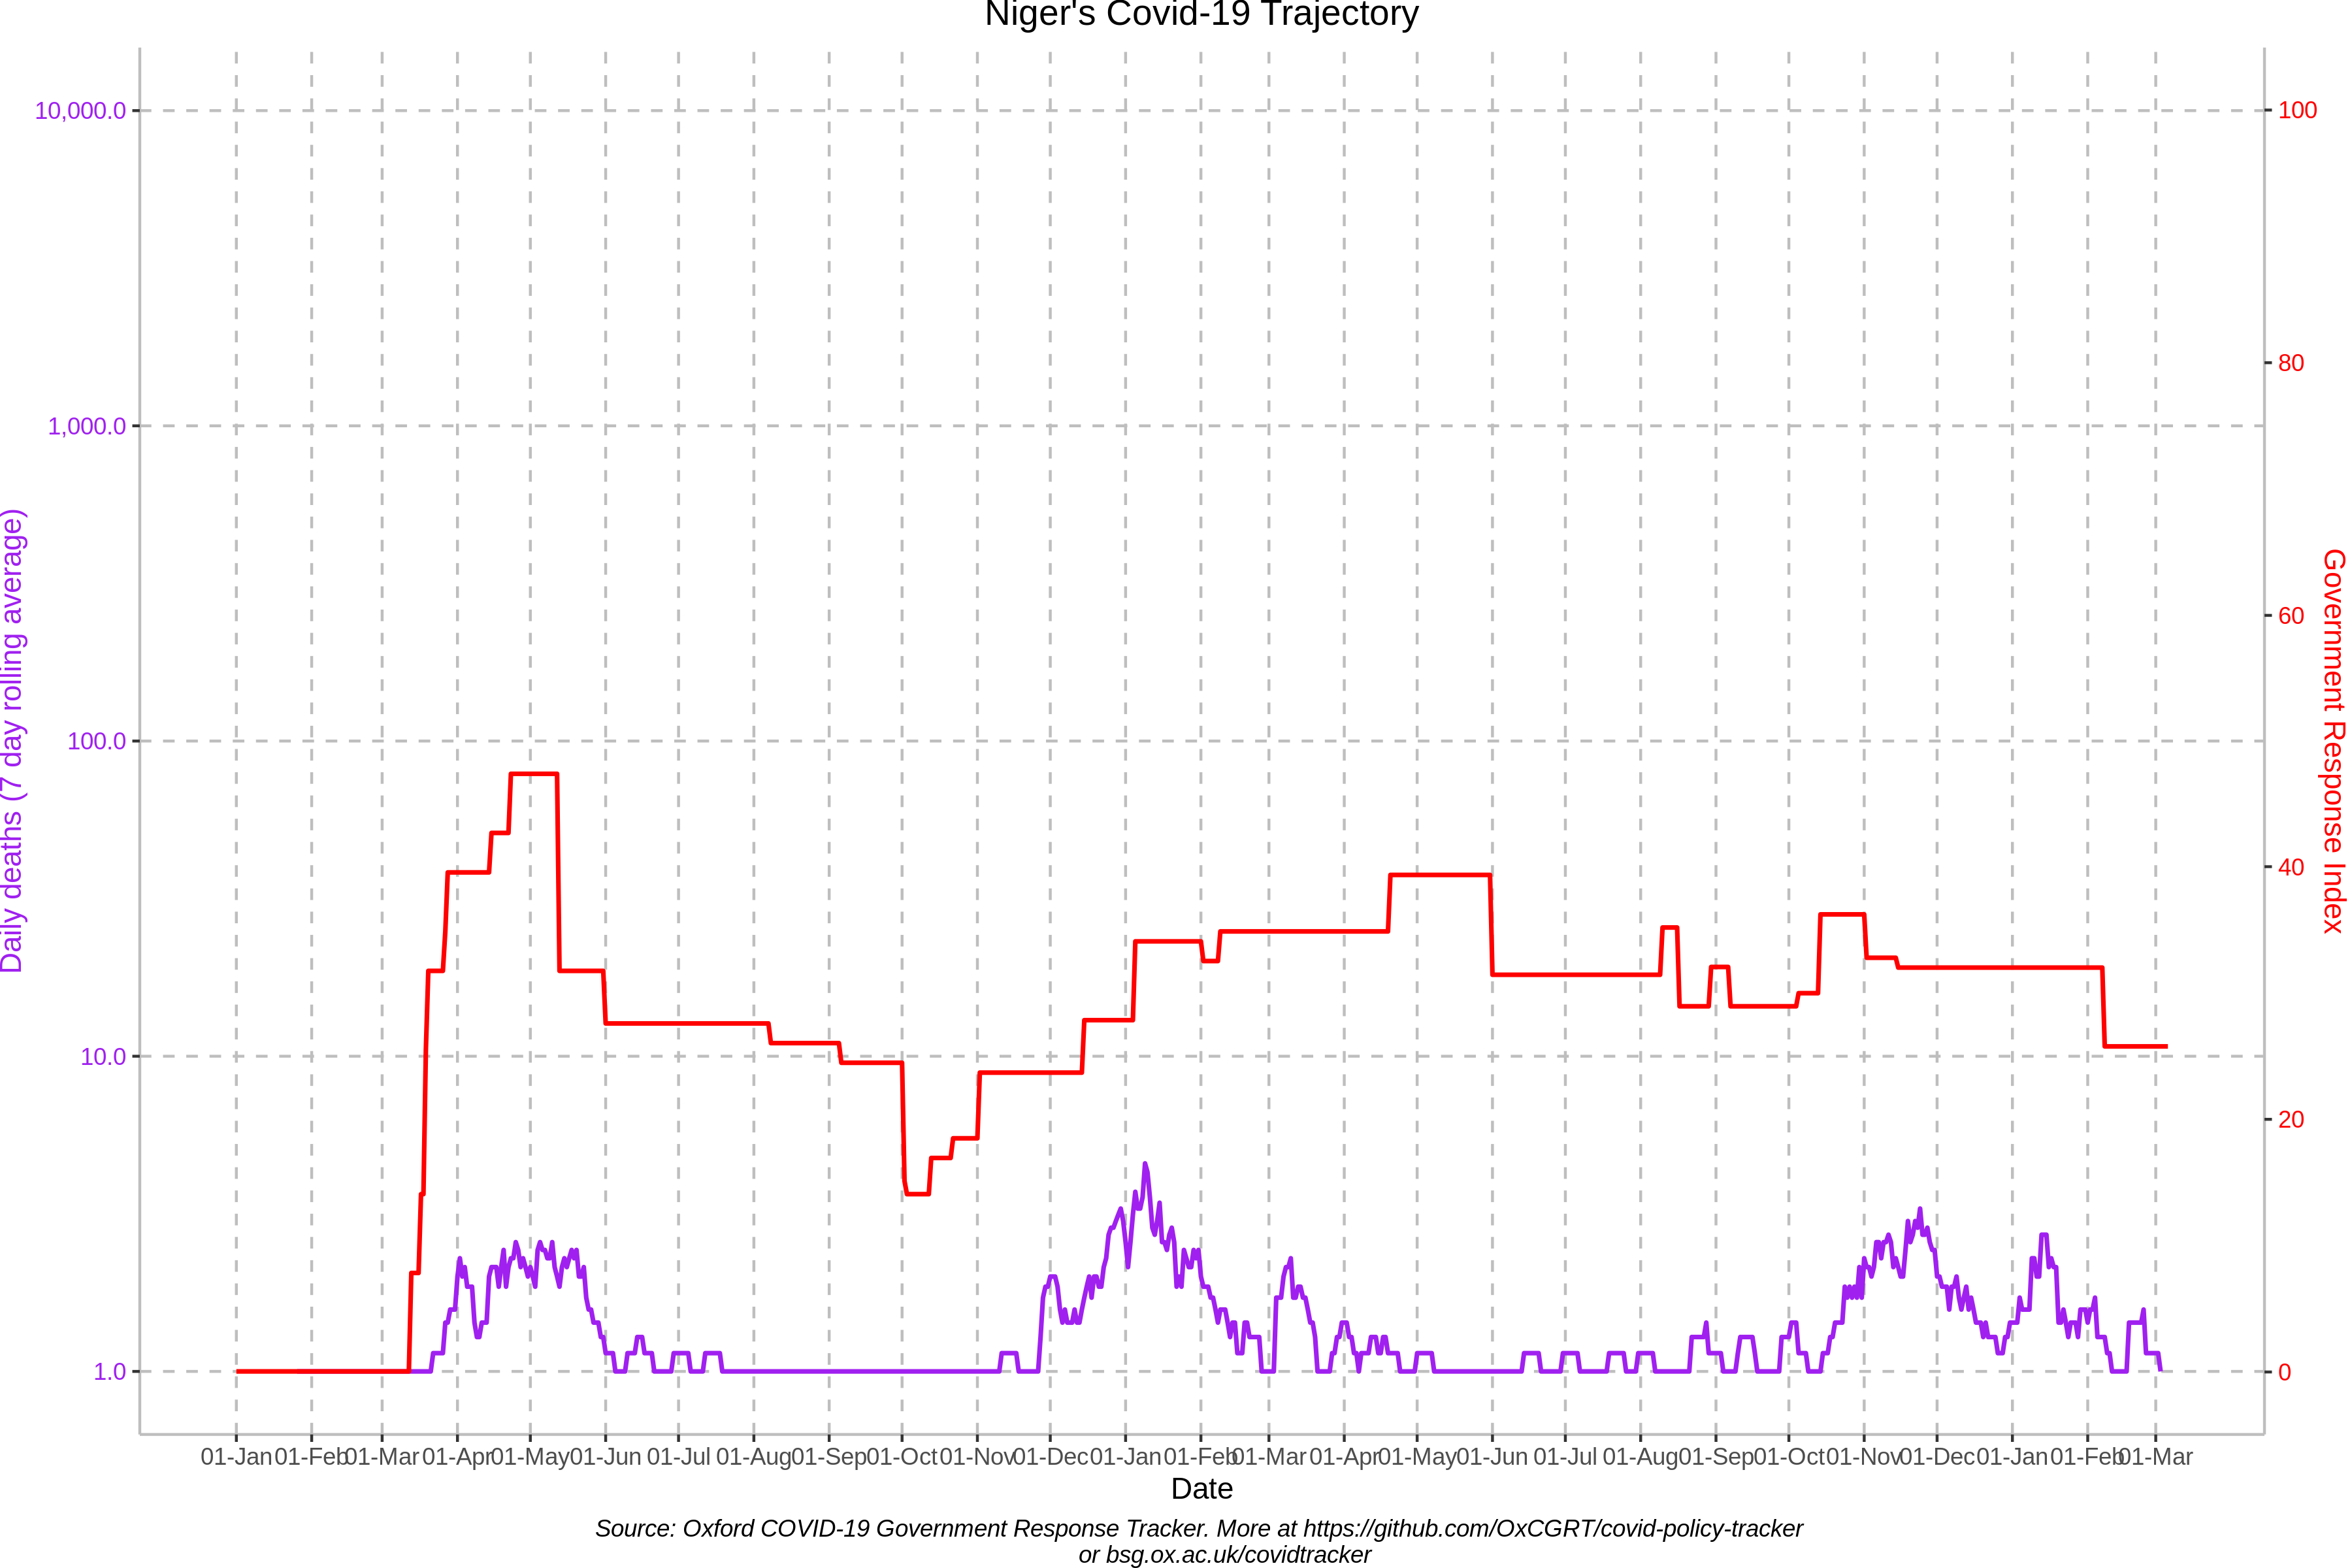 Niger's Covid-19 Trajectory
10,000.0
1,000.0
100.0
10.0
1.0
Daily deaths (7 day rolling average)
100
80
60
40
20
0
Government Response Index
01-Jan 01-Feb 01-Mar 01-Apr 01-May 01-Jun 01-Jul 01-Aug 01-Sep 01-Oct 01-Nov 01-Dec 01-Jan 01-Feb 01-Mar 01-Apr 01-May 01-Jun 01-Jul 01-Aug 01-Sep 01-Oct 01-Nov 01-Dec 01-Jan 01-Feb 01-Mar
Date
Source: Oxford COVID-19 Government Response Tracker. More at https://github.com/OxCGRT/covid-policy-tracker
or bsg.ox.ac.uk/covidtracker